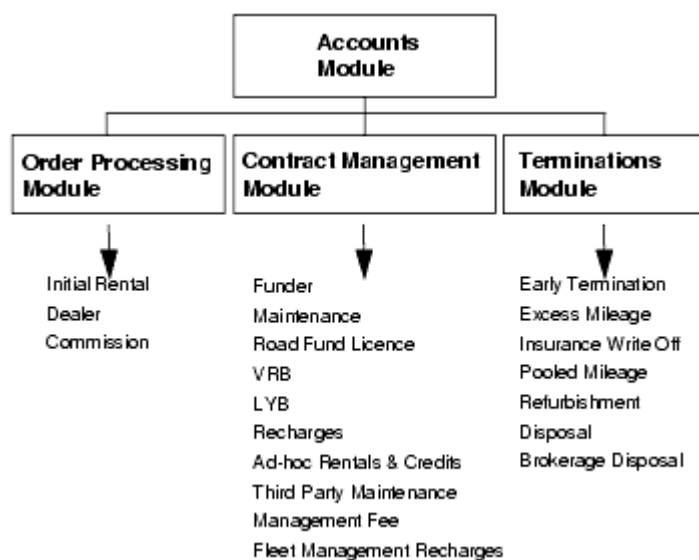 Accounts
Module
Order Processing
Module
Contract Management
Module
Terminations
Module
Initial Rental
Dealer
Commission
Funder
Maintenance
Road Fund Licence
VRB
LYB
Recharges
Ad-hoc Rentals & Credits
Third Party Maintenance
Management Fee
Fleet Management Recharges
Early Termination
Excess Mileage
Insurance Write Off
Pooled Mileage
Refurbishment
Disposal
Brokerage Disposal